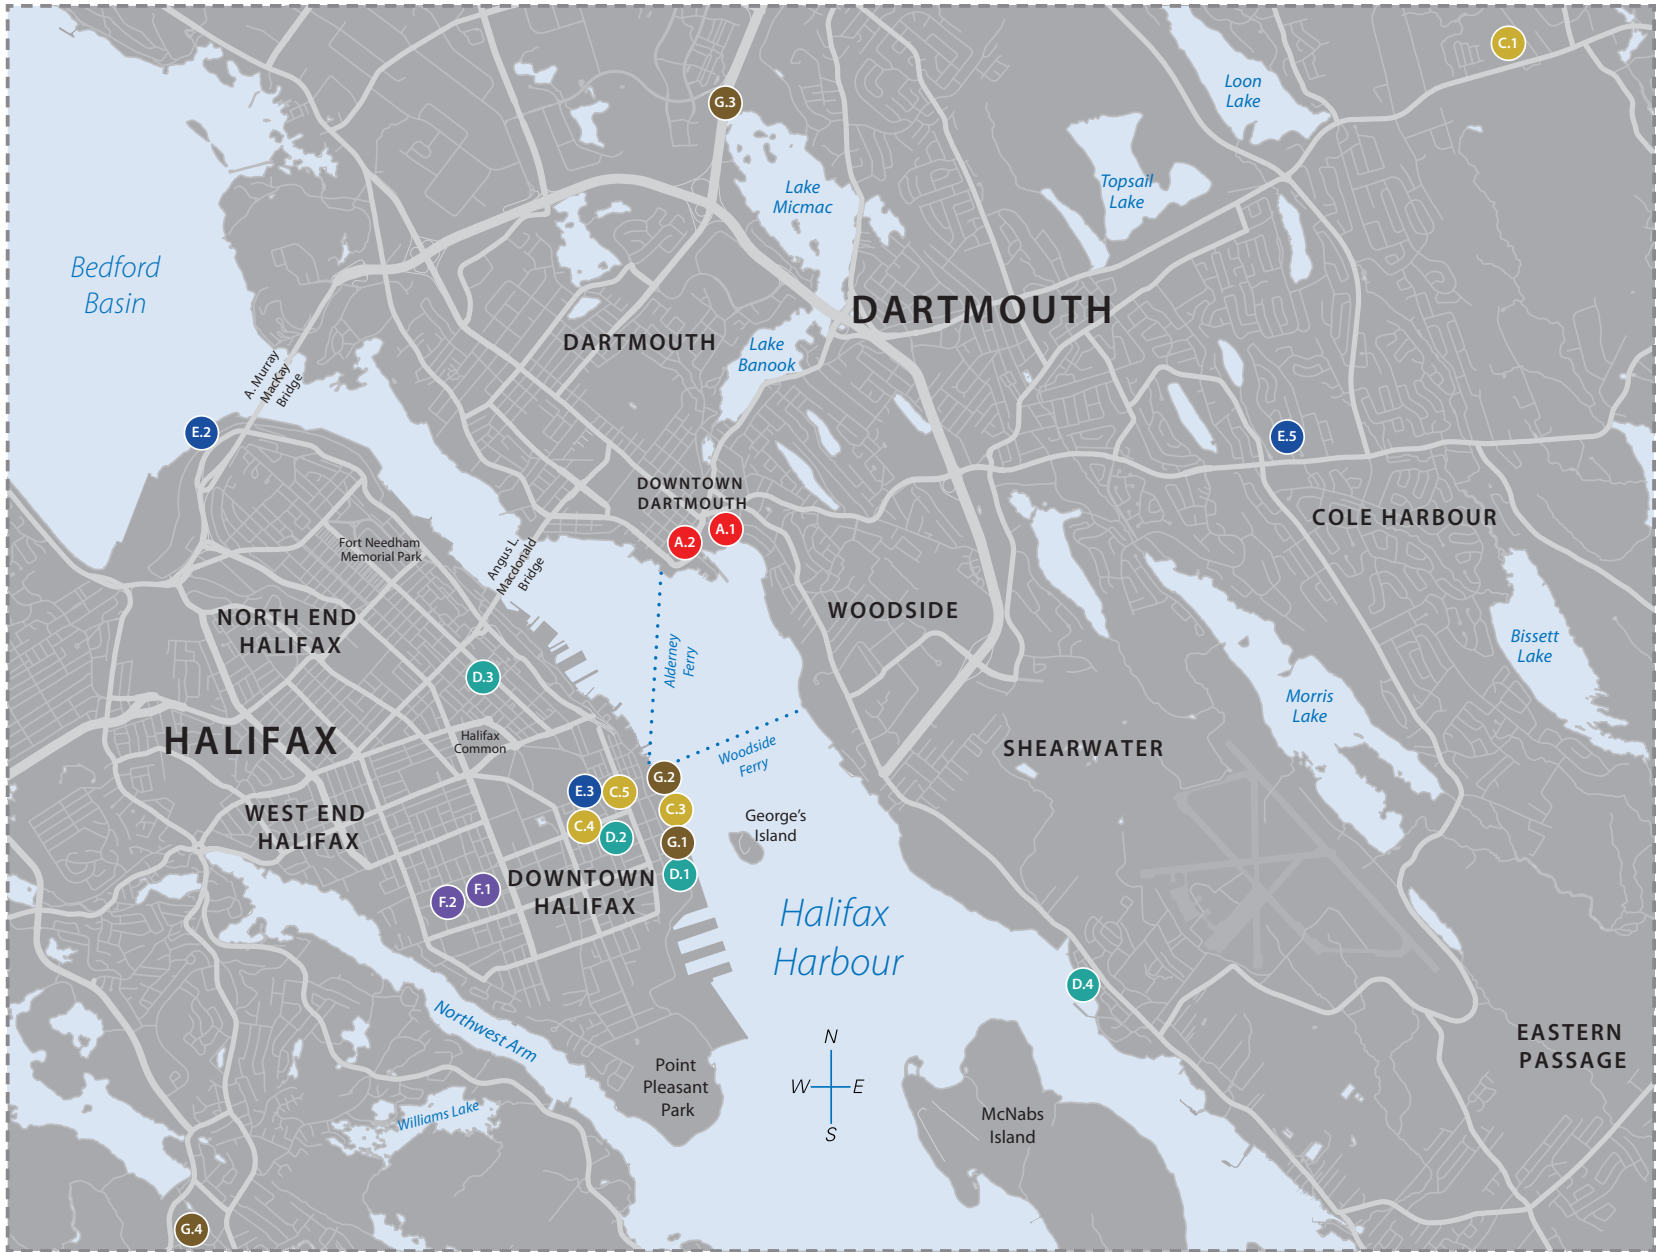 C.1
Loon
Lake
G.3
Topsail
Lake
Lake
Micmac
Bedford
Basin
DARTMOUTH
DARTMOUTH
Lake
Banook
A. Murray
MacKay
Bridge
E.2
E.5
DOWNTOWN
DARTMOUTH
COLE HARBOUR
A.1
A.2
Fort Needham
Memorial Park
Angus L.
Macdonald
Bridge
NORTH END
HALIFAX
WOODSIDE
Bissett
Lake
Alderney
Ferry
D.3
Morris
Lake
HALIFAX
Halifax
Common
Woodside
Ferry
SHEARWATER
G.2
E.3
C.5
C.3
WEST END
HALIFAX
C.4
D.2
G.1
George's
Island
D.1
DOWNTOWN
HALIFAX
F.1
F.2
Halifax
Harbour
D.4
Northwest Arm
N
W
E
S
EASTERN
PASSAGE
Point
Pleasant
Park
McNabs
Island
Williams Lake
G.4